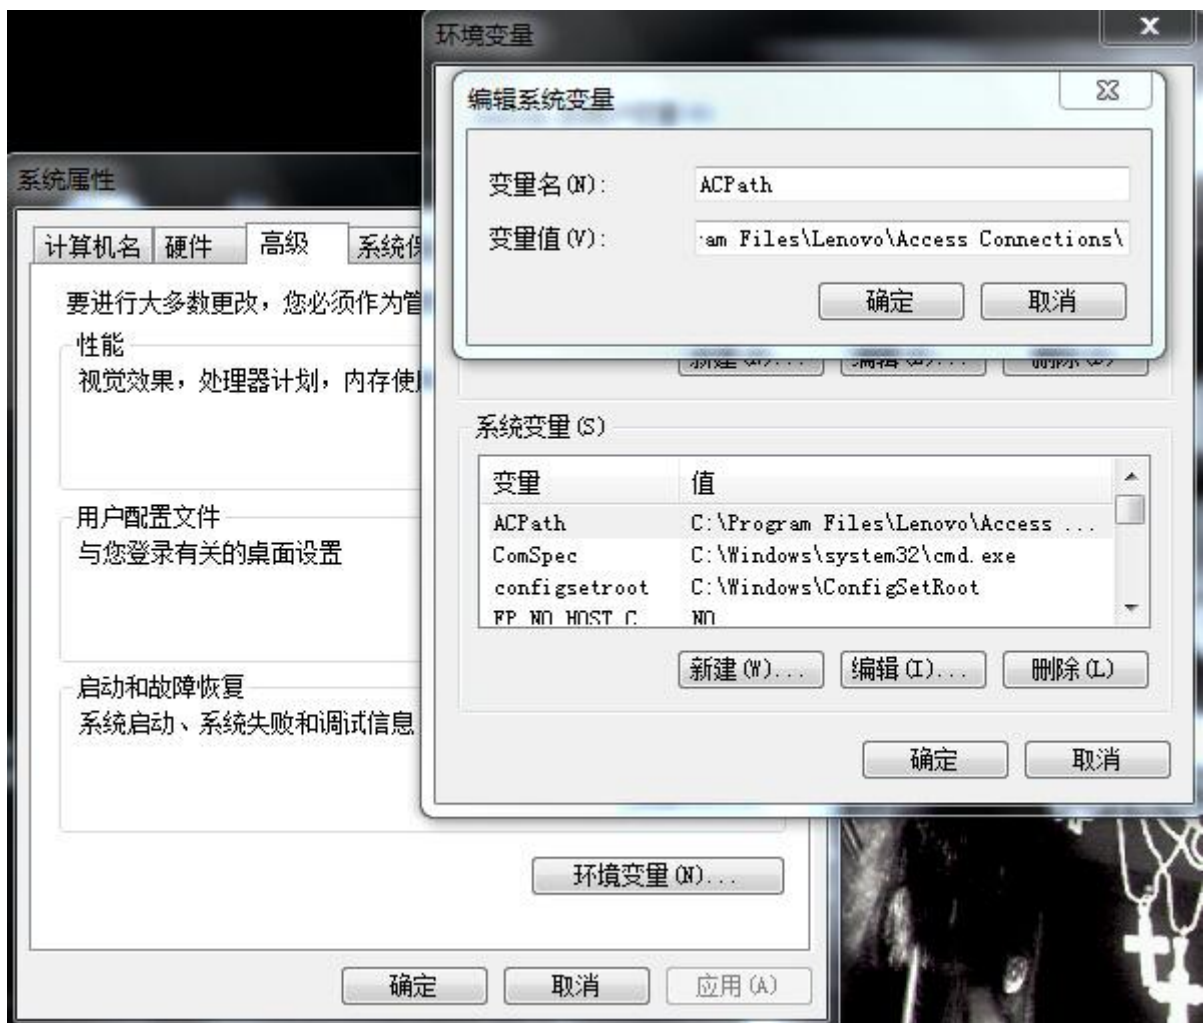 环境变量
编辑系统变量
变量名(N):
ACPath
变量值(V):
am Files\Lenovo\Access Connections\
确定
取消
系统属性
计算机名
硬件
高级
要进行大多数更改，您必须作为管
性能
视觉效果，处理器计划，内存使
用户配置文件
与您登录有关的桌面设置
启动和故障恢复
系统启动、系统失败和调试信息
环境变量(N)...
确定
取消
应用(A)
系统变量(S)
变量 值
ACPath C:\Program Files\Lenovo\Access ...
ComSpec C:\Windows\system32\cmd.exe
configsetroot C:\Windows\ConfigSetRoot
FP_NO_HOST_C NO
新建(W)...
编辑(I)...
删除(L)
确定
取消